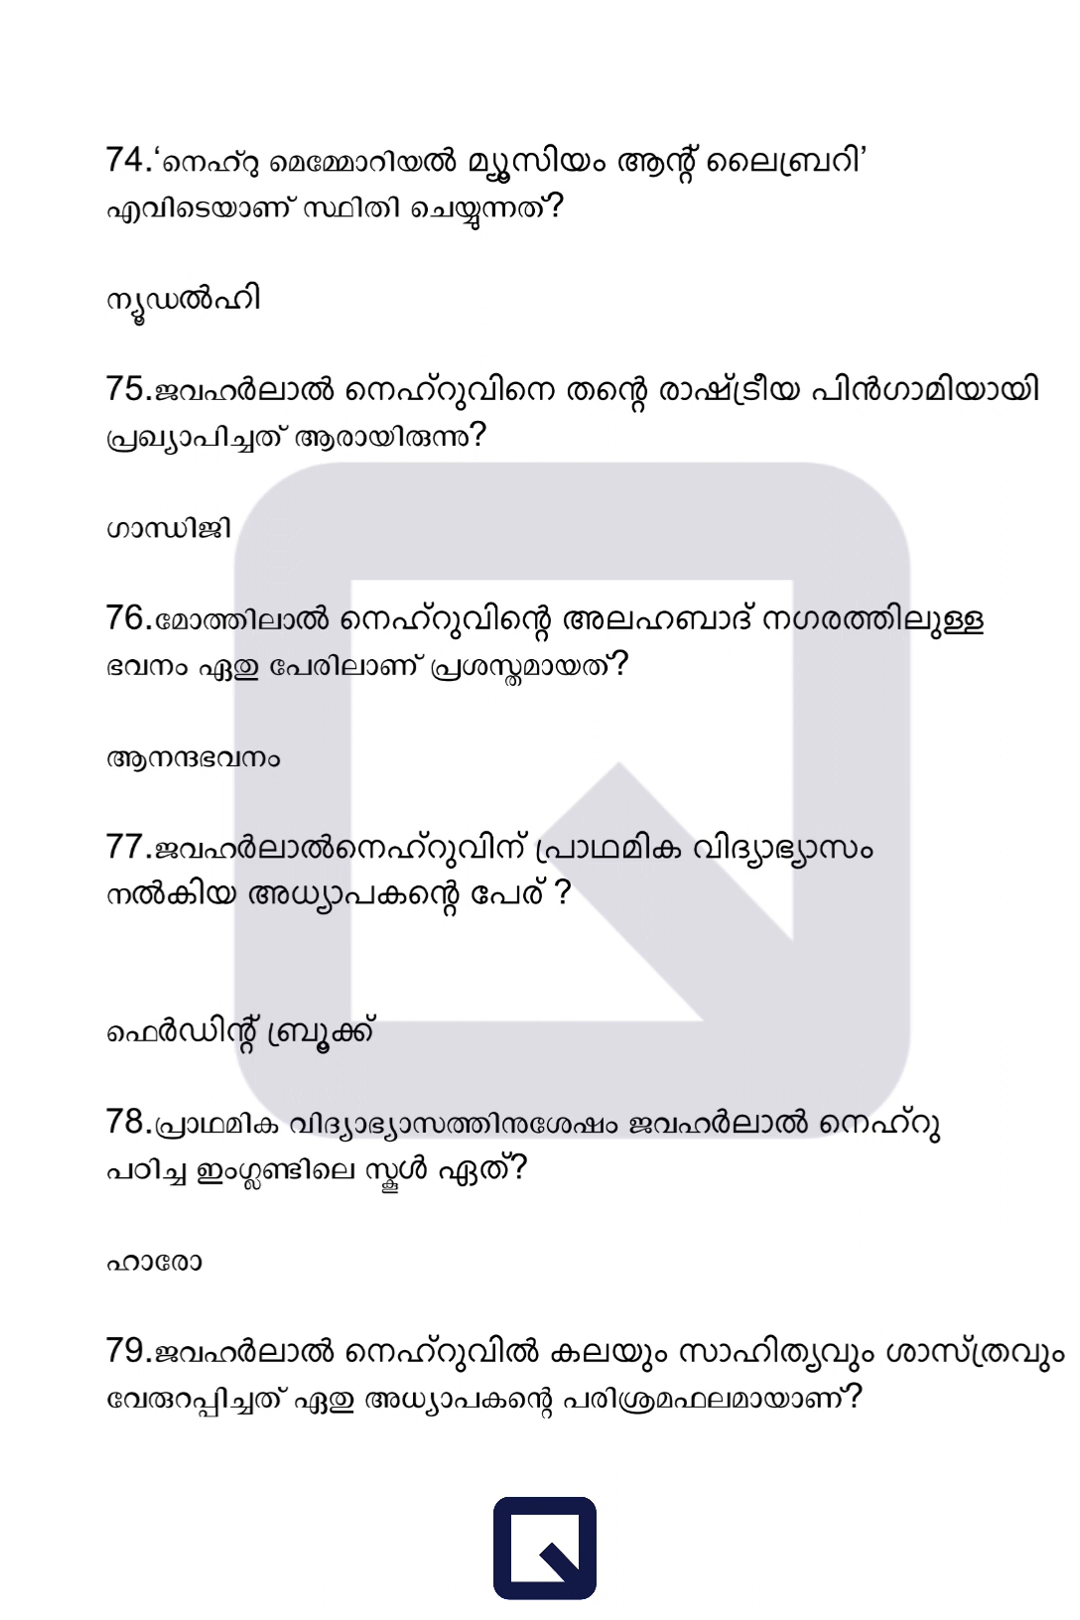 74.‘നെഹ്റു മെമ്മോറിയൽ മ്യൂസിയം ആന്റ് ലൈബ്രറി’
എവിടെയാണ് സ്ഥിതി ചെയ്യുന്നത്?
ന്യൂഡൽഹി
75.ജവഹർലാൽ നെഹ്റുവിനെ തന്റെ രാഷ്ട്രീയ പിൻഗാമിയായി
പ്രഖ്യാപിച്ചത് ആരായിരുന്നു?
ഗാന്ധിജി
76.മോത്തിലാൽ നെഹ്റുവിന്റെ അലഹബാദ് നഗരത്തിലുള്ള
ഭവനം ഏതു പേരിലാണ് പ്രശസ്തമായത്?
ആനന്ദഭവനം
77.ജവഹർലാൽനെഹ്റുവിന് പ്രാഥമിക വിദ്യാഭ്യാസം
നൽകിയ അധ്യാപകന്റെ പേര് ?
ഫെർഡിന്റ് ബ്രൂക്ക്
78.പ്രാഥമിക വിദ്യാഭ്യാസത്തിനുശേഷം ജവഹർലാൽ നെഹ്റു
പഠിച്ച ഇംഗ്ലണ്ടിലെ സ്കൂൾ ഏത്?
ഹാരോ
79.ജവഹർലാൽ നെഹ്റുവിൽ കലയും സാഹിത്യവും ശാസ്ത്രവും
വേരുറപ്പിച്ചത് ഏതു അധ്യാപകന്റെ പരിശ്രമഫലമായാണ്?